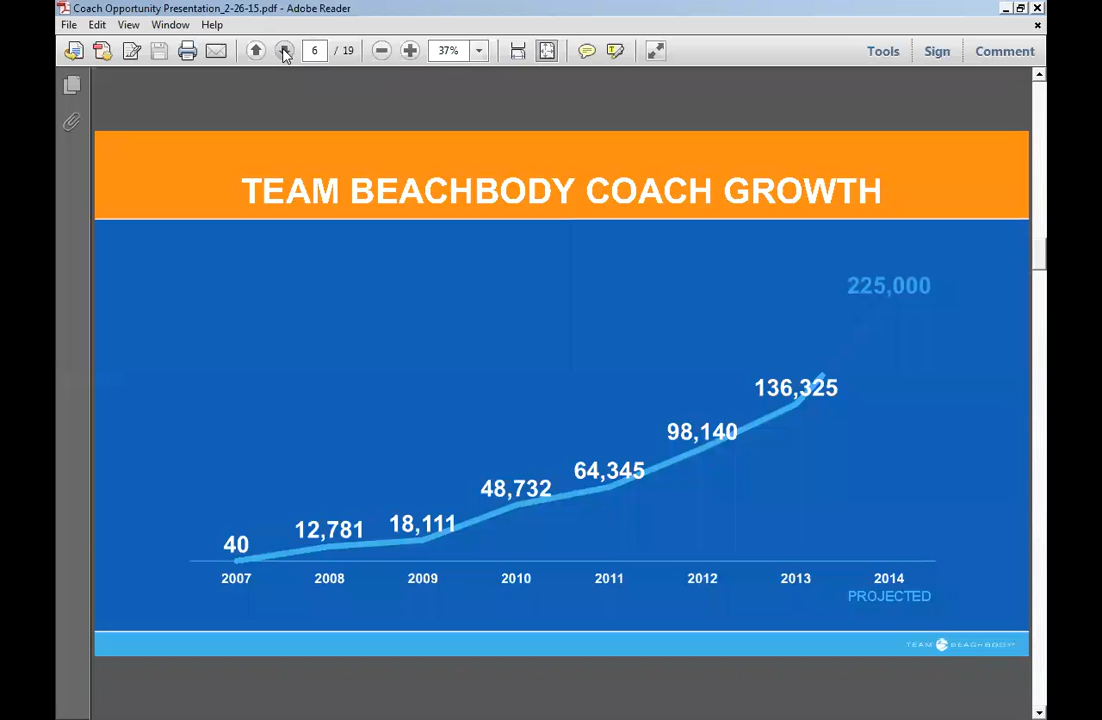 Coach Opportunity Presentation_2-26-15.pdf - Adobe Reader
File Edit View Window Help
6 / 19 37% Tools Sign Comment
TEAM BEACHBODY COACH GROWTH
225,000
136,325
98,140
64,345
48,732
18,111
12,781
40
2007 2008 2009 2010 2011 2012 2013 2014
PROJECTED
TEAM BEACHBODY